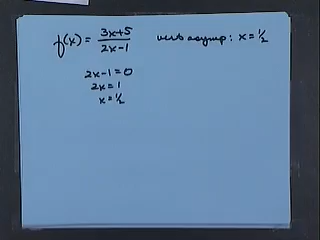 f(x) = (3x+5)/(2x-1) vert asymp: x = 1/2
2x-1=0
2x=1
x=1/2